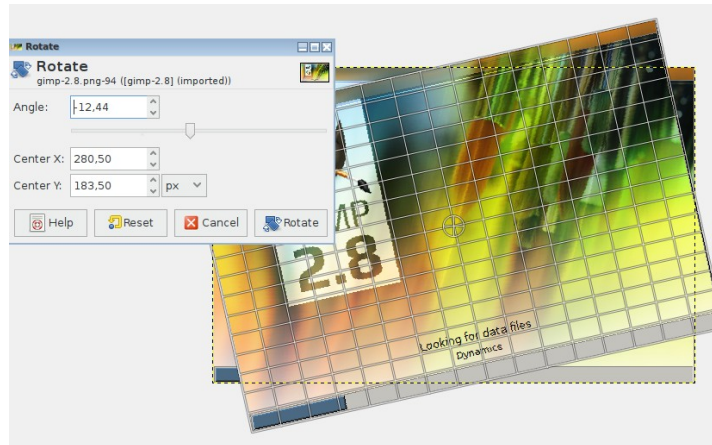 Rotate
Rotate
gimp-2.8.png-94 ([gimp-2.8] (imported))
Angle: -12,44
Center X: 280,50
Center Y: 183,50 px
Help Reset Cancel Rotate
MP
2.8
Looking for data files
Dynamics